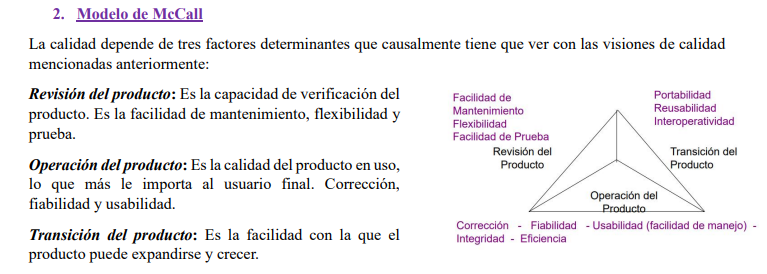 2. Modelo de McCall
La calidad depende de tres factores determinantes que causalmente tiene que ver con las visiones de calidad
mencionadas anteriormente:
Revisión del producto: Es la capacidad de verificación del
producto. Es la facilidad de mantenimiento, flexibilidad y
prueba.
Operación del producto: Es la calidad del producto en uso,
lo que más le importa al usuario final. Corrección,
fiabilidad y usabilidad.
Transición del producto: Es la facilidad con la que el
producto puede expandirse y crecer.
Facilidad de
Mantenimiento
Flexibilidad
Facilidad de Prueba
Revisión del
Producto
Portabilidad
Reusabilidad
Interoperatividad
Transición del
Producto
Operación del
Producto
Corrección - Fiabilidad - Usabilidad (facilidad de manejo) -
Integridad - Eficiencia